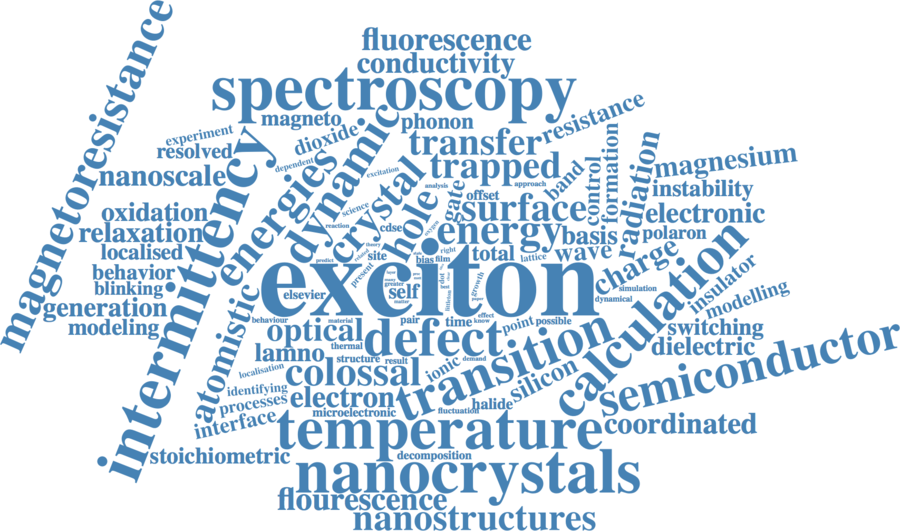 fluorescence
conductivity
spectroscopy
magnetoresistance
magneto
phonon
experiment
dioxide
transfer
resistance
resolved
dependent
dynamic
trapped
intermittency
energies
crystal
excitation
nanoscale
analysis
approach
band
control
formation
radiation
magnesium
instability
offset
gate
hole
science
oxidation
reaction
cdse
oxygen
surface
electronic
relaxation
energy
basis
polaron
localised
theory
related
site
right
total
lattice
wave
charge
behavior
predict
present
bias
film
insulator
blinking
exciton
how
many
greater
dot
growth
simulation
generation
elsevier
self
matter
dynamical
modelling
modeling
atomistic
behaviour
material
pair
time
effect
know
point
possible
calculation
switching
optical
defect
transition
dielectric
thermal
lamno
structure
result
ionic
demand
silicon
semiconductor
localisation
colossal
identifying
electron
halide
processes
microelectronic
fluctuation
interface
temperature
coordinated
stoichiometric
decomposition
nanocrystals
flourescence
nanostructures